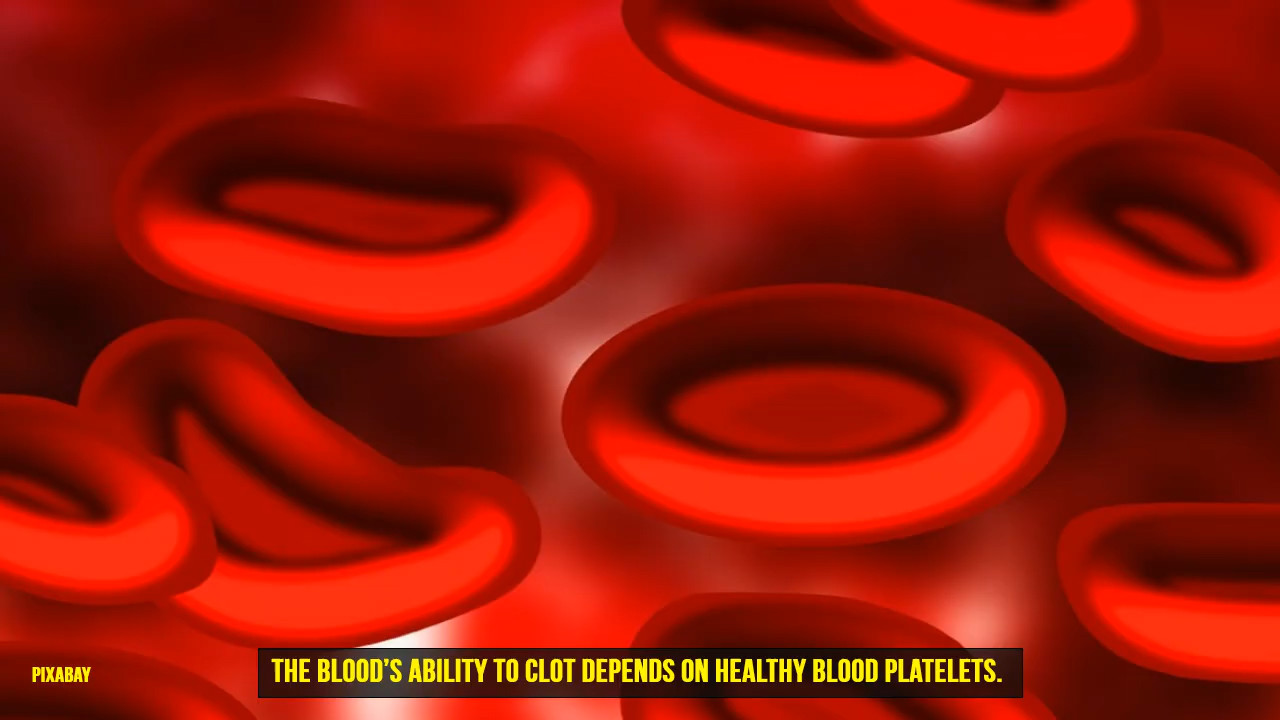 THE BLOOD'S ABILITY TO CLOT DEPENDS ON HEALTHY BLOOD PLATELETS.
PIXABAY